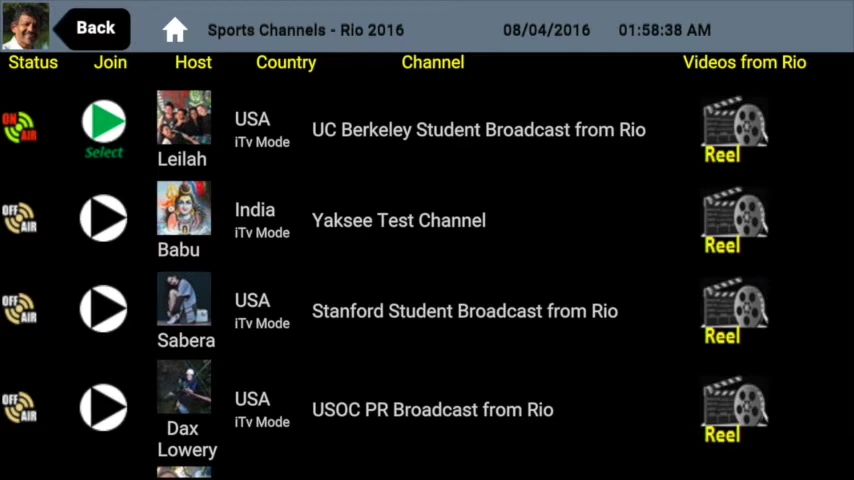 Back
Sports Channels - Rio 2016
08/04/2016
01:58:38 AM
Status
Join
Host
Country
Channel
Videos from Rio
ON AIR
Select
Leilah
USA
iTv Mode
UC Berkeley Student Broadcast from Rio
Reel
OFF AIR
Babu
India
iTv Mode
Yaksee Test Channel
Reel
OFF AIR
Sabera
USA
iTv Mode
Stanford Student Broadcast from Rio
Reel
OFF AIR
Dax
Lowery
USA
iTv Mode
USOC PR Broadcast from Rio
Reel